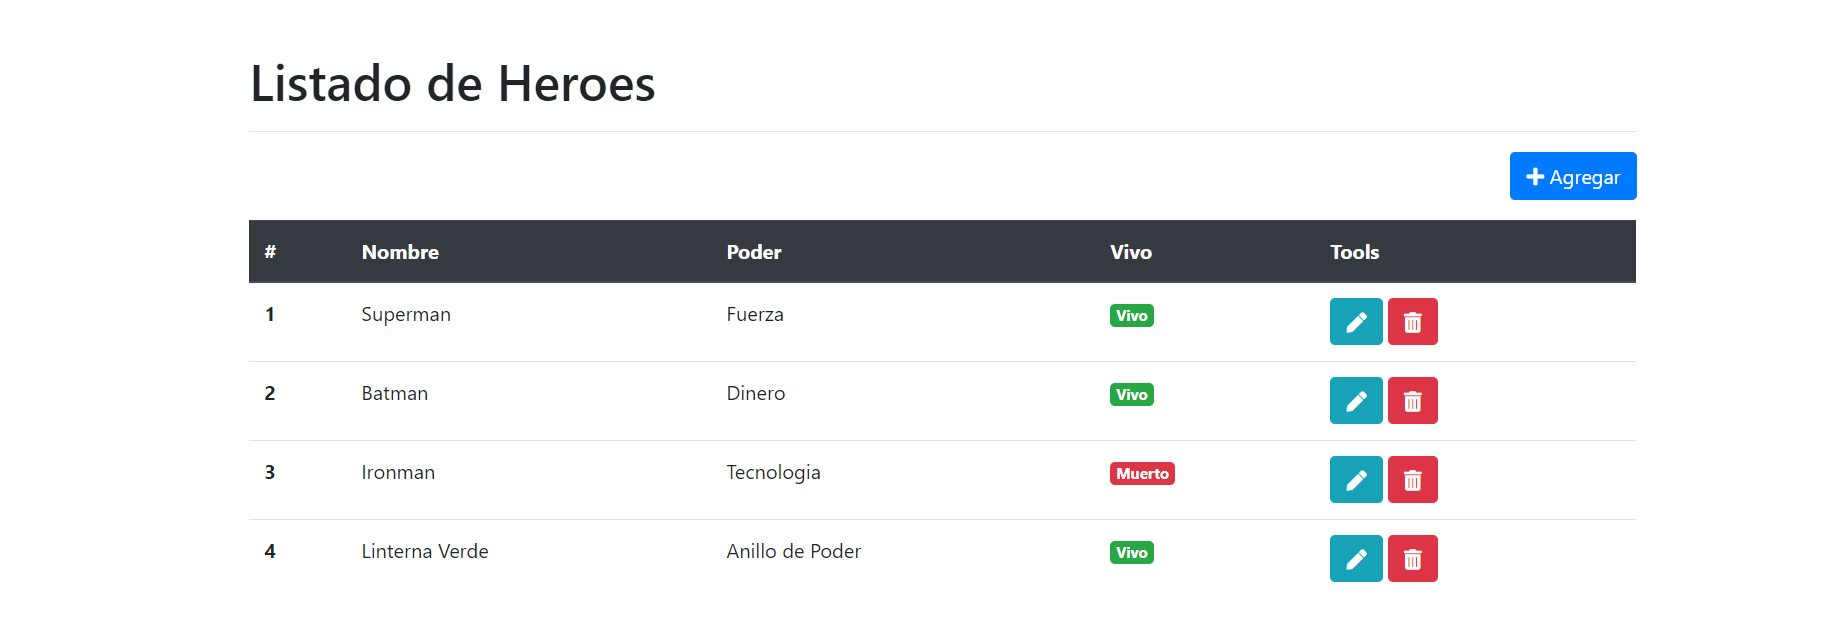 Listado de Heroes
Agregar
# Nombre Poder Vivo Tools
1 Superman Fuerza Vivo
2 Batman Dinero Vivo
3 Ironman Tecnologia Muerto
4 Linterna Verde Anillo de Poder Vivo